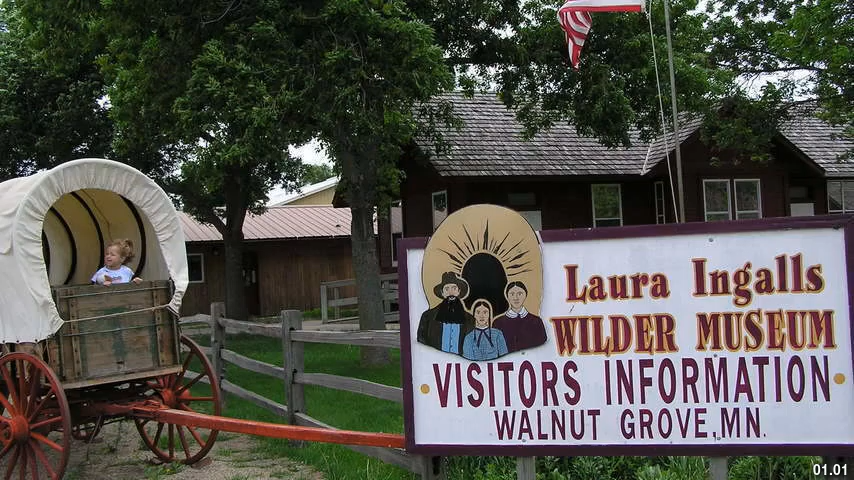 Laura Ingalls
WILDER MUSEUM
VISITORS INFORMATION
WALNUT GROVE, MN.
01.01